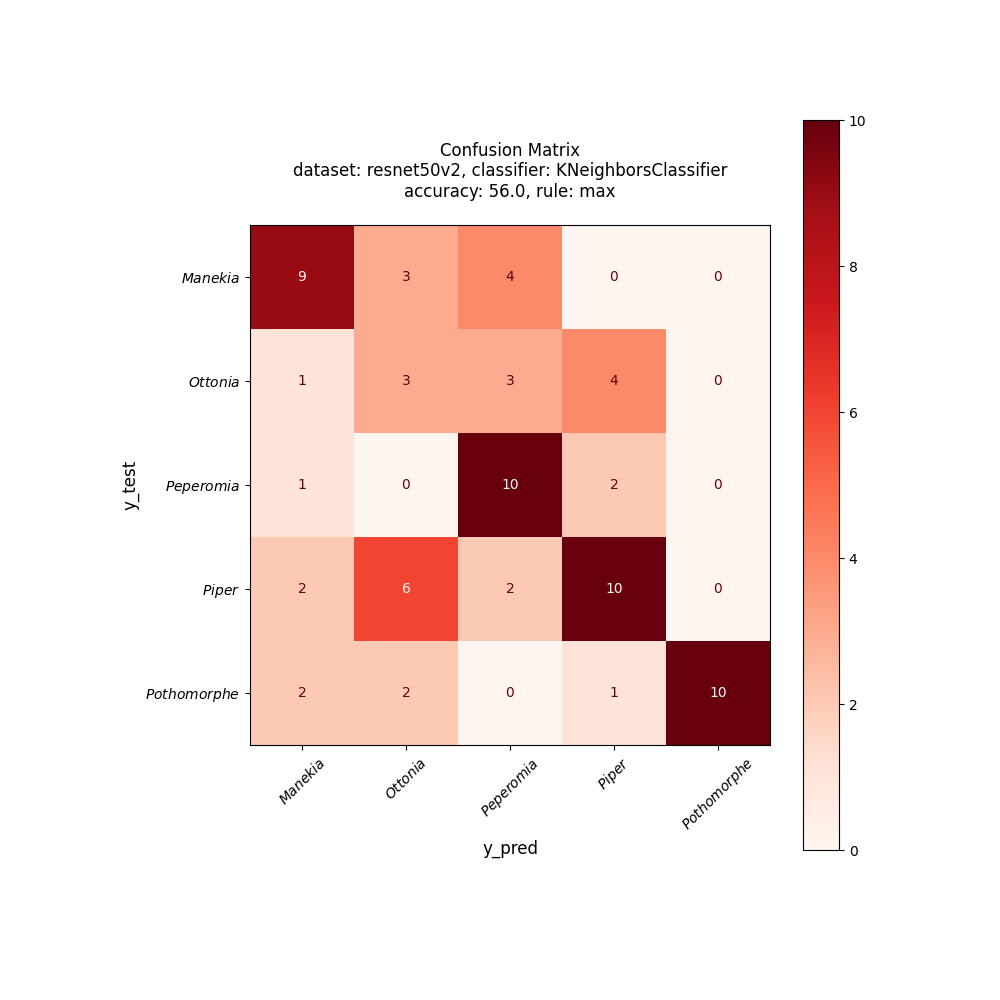 Confusion Matrix
dataset: resnet50v2, classifier: KNeighborsClassifier
accuracy: 56.0, rule: max
y_test
Manekia 9 3 4 0 0
Ottonia 1 3 3 4 0
Peperomia 1 0 10 2 0
Piper 2 6 2 10 0
Pothomorphe 2 2 0 1 10
Manekia Ottonia Peperomia Piper Pothomorphe
y_pred
10
8
6
4
2
0